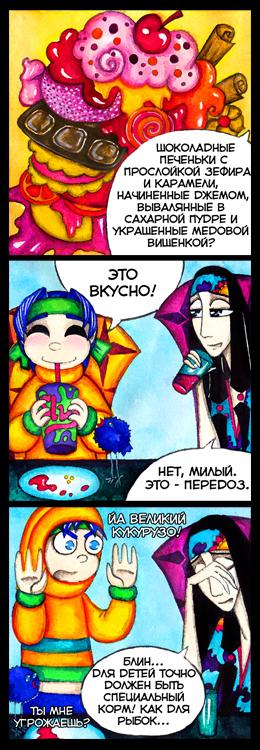 ШОКОЛАДНЫЕ
ПЕЧЕНЬКИ С
ПРОСЛОЙКОЙ ЗЕФИРА
И КАРАМЕЛИ,
НАЧИНЕННЫЕ ДЖЕМОМ,
ВЫВАЛЯННЫЕ В
САХАРНОЙ ПУДРЕ И
УКРАШЕННЫЕ МЕДОВОЙ
ВИШЕНКОЙ?
ЭТО
ВКУСНО!
НЕТ, МИЛЫЙ.
ЭТО - ПЕРЕДОЗ.
ЙА ВЕЛИКИЙ
КУКУРУЗО!
ТЫ МНЕ
УГРОЖАЕШЬ?
БЛИН...
ДЛЯ ДЕТЕЙ ТОЧНО
ДОЛЖЕН БЫТЬ
СПЕЦИАЛЬНЫЙ
КОРМ! КАК ДЛЯ
РЫБОК...